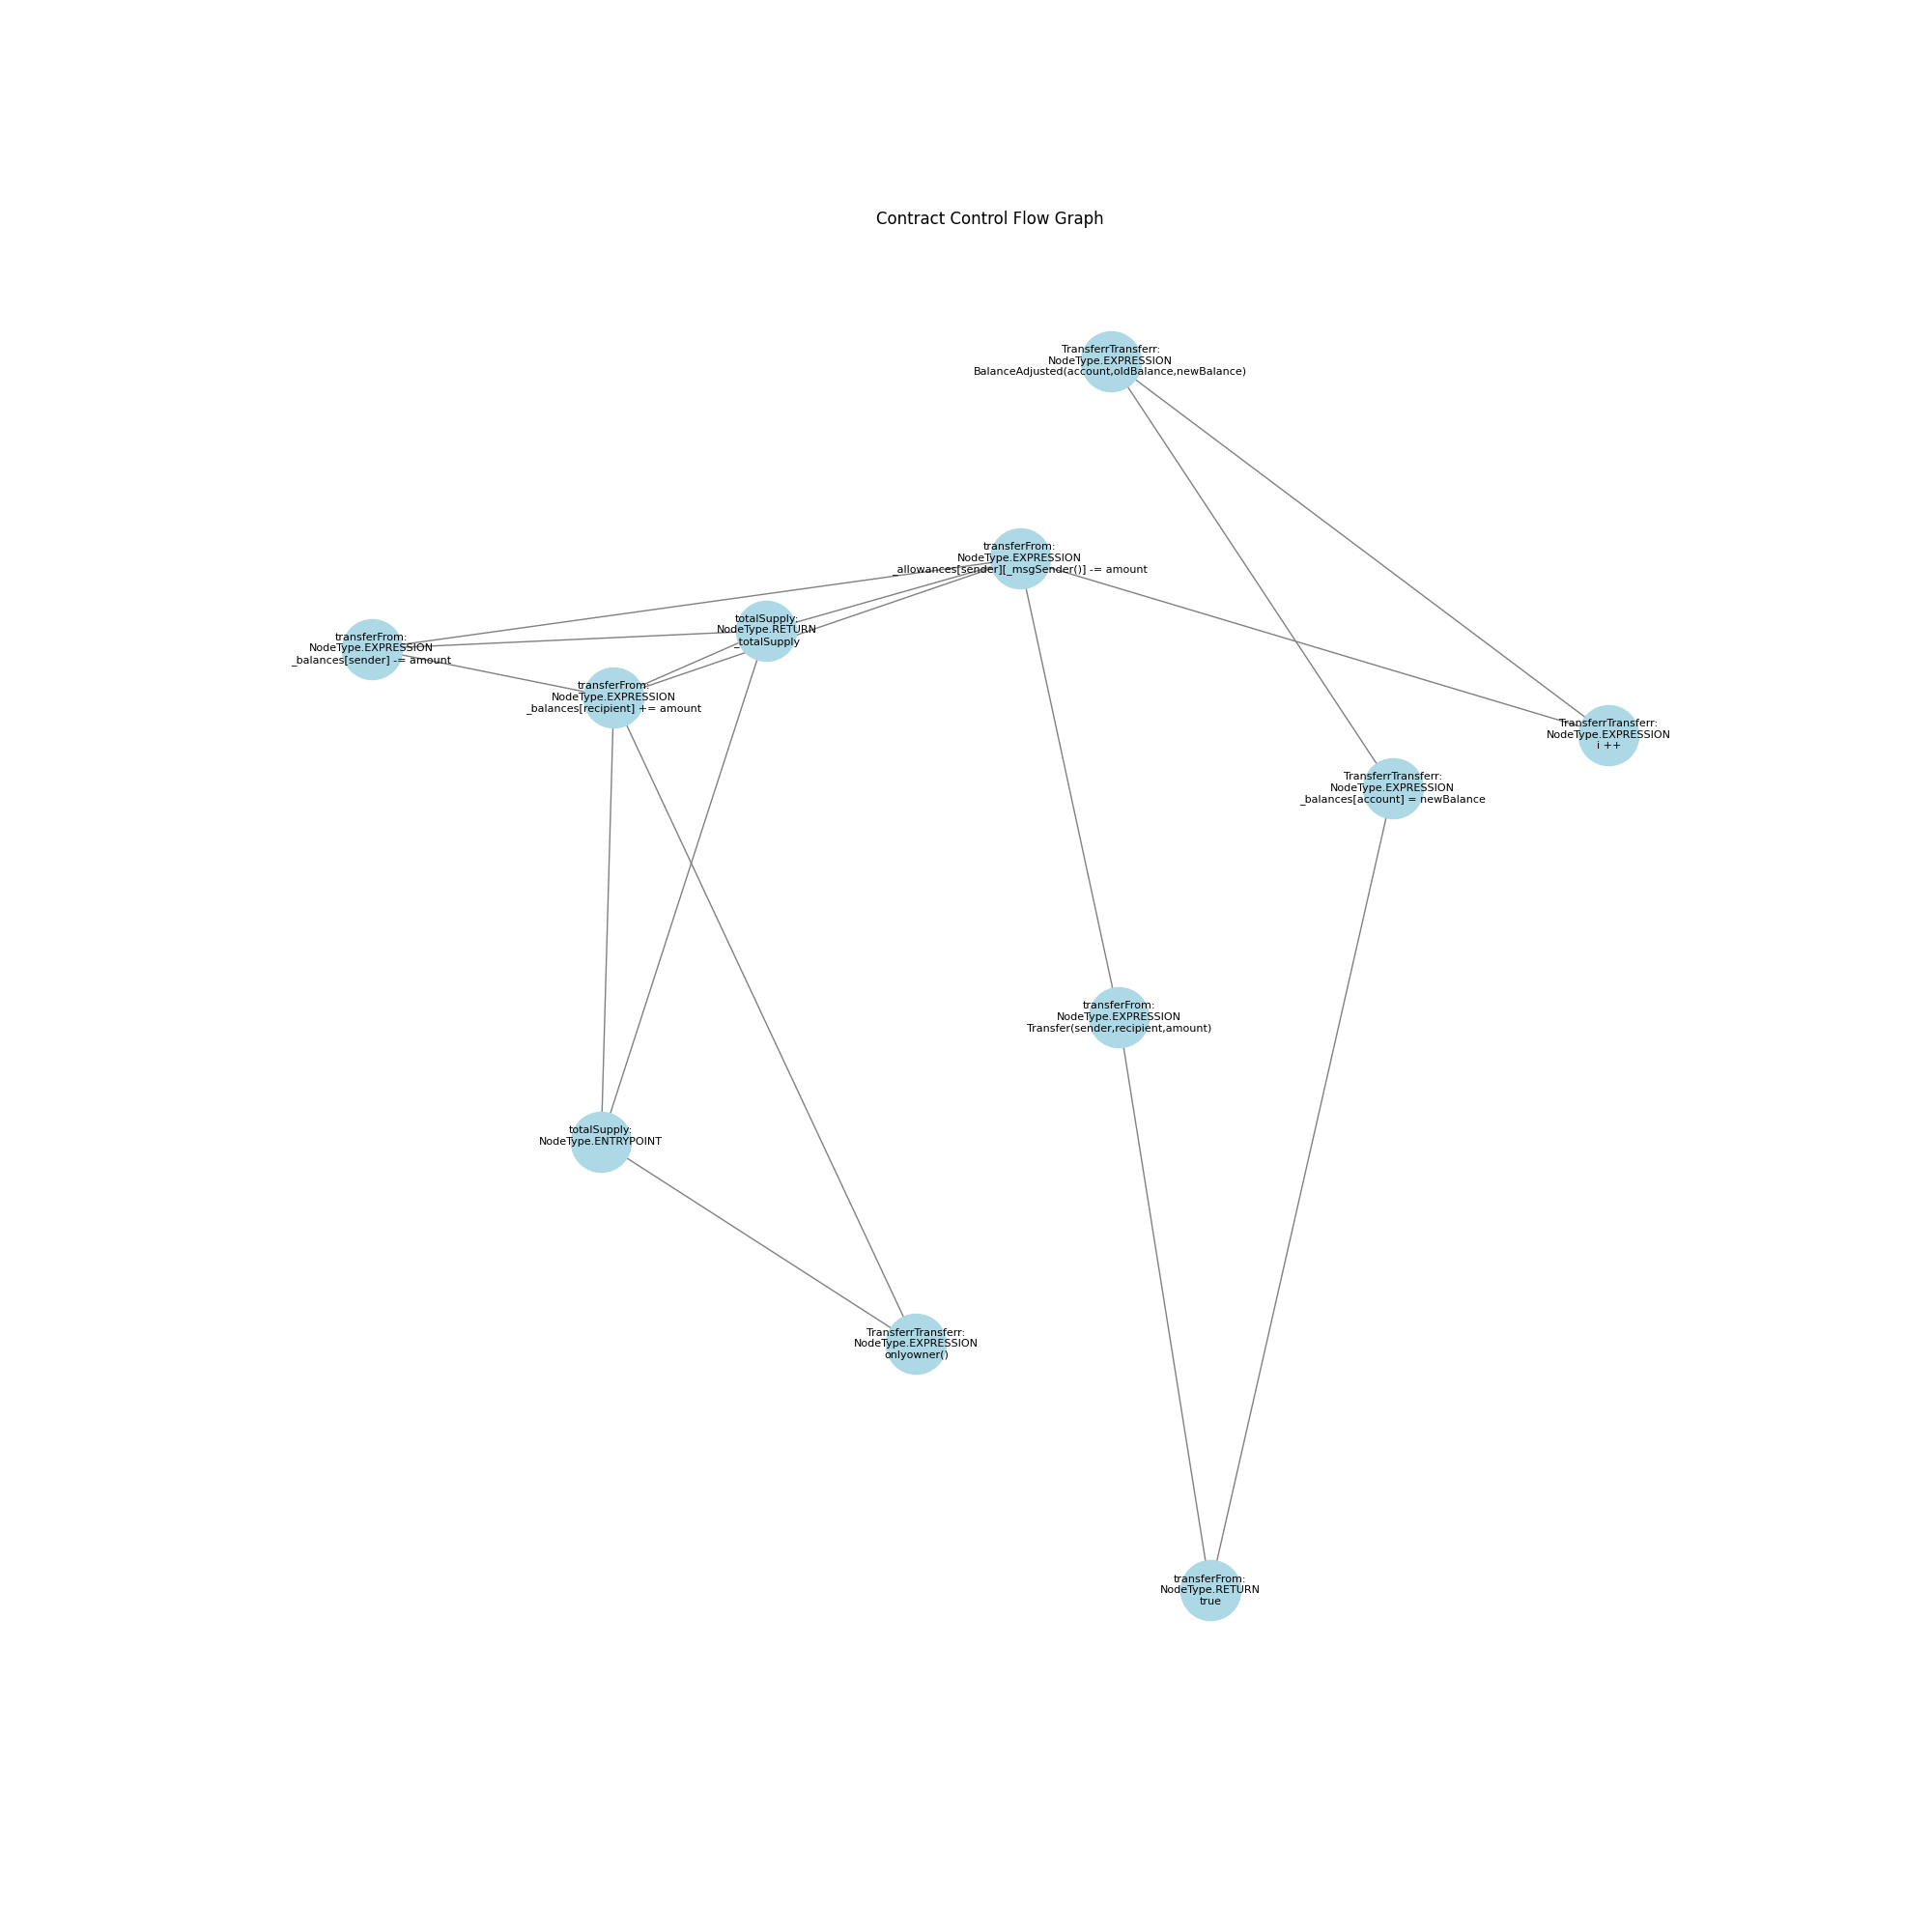 Contract Control Flow Graph
TransferrTransferr:
NodeType.EXPRESSION
BalanceAdjusted(account,oldBalance,newBalance)
transferFrom:
NodeType.EXPRESSION
_allowances[sender][_msgSender()] -= amount
totalSupply:
NodeType.RETURN
_totalSupply
transferFrom:
NodeType.EXPRESSION
_balances[sender] -= amount
transferFrom:
NodeType.EXPRESSION
_balances[recipient] += amount
TransferrTransferr:
NodeType.EXPRESSION
i ++
TransferrTransferr:
NodeType.EXPRESSION
_balances[account] = newBalance
transferFrom:
NodeType.EXPRESSION
Transfer(sender,recipient,amount)
totalSupply:
NodeType.ENTRYPOINT
TransferrTransferr:
NodeType.EXPRESSION
onlyowner()
transferFrom:
NodeType.RETURN
true